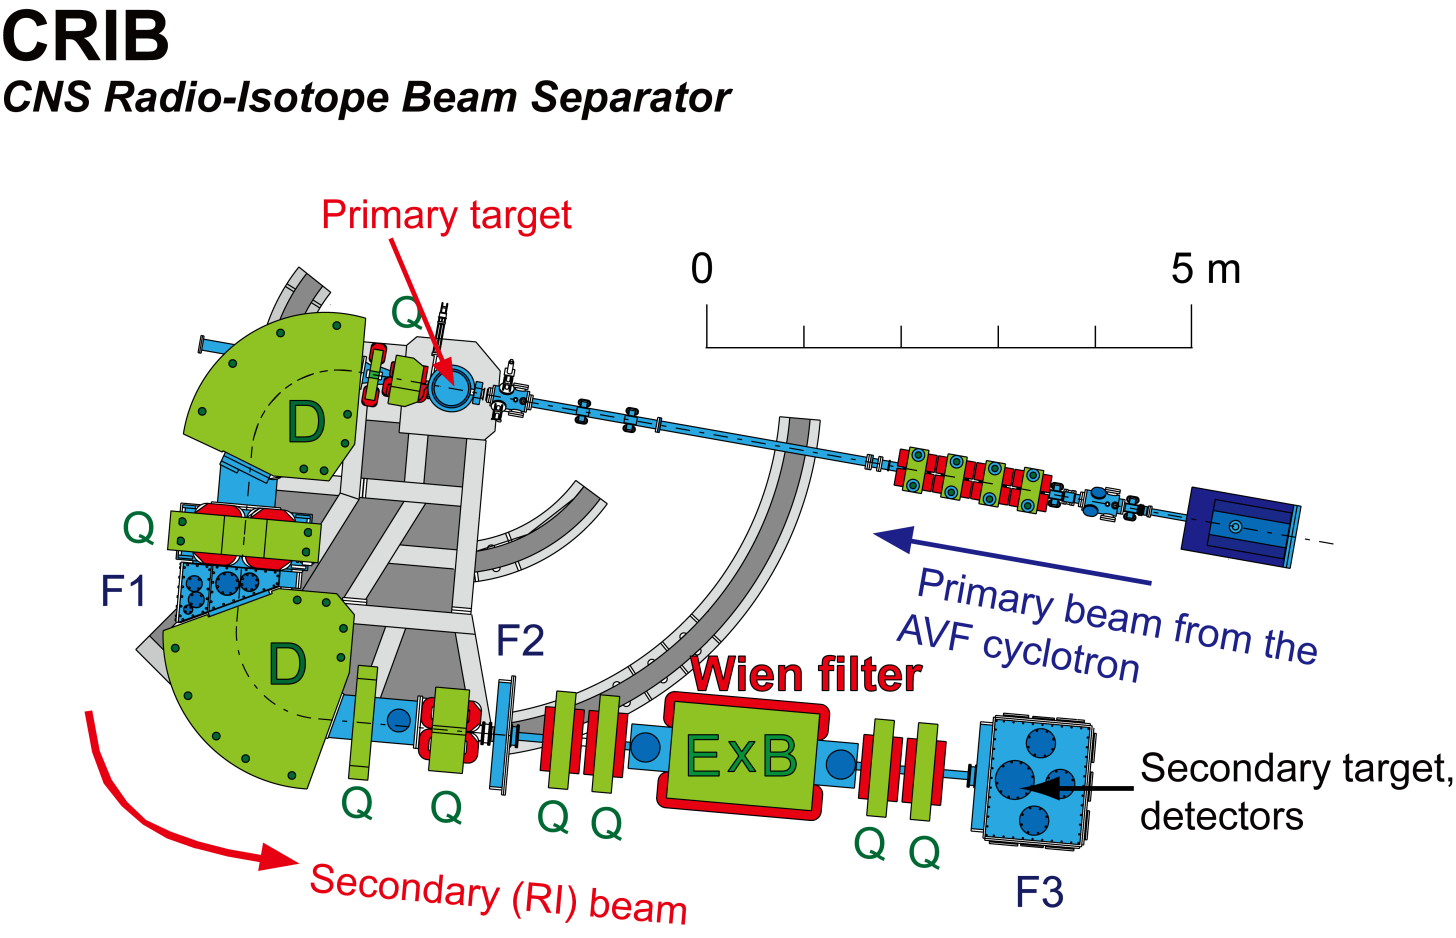 CRIB
CNS Radio-Isotope Beam Separator
Primary target
0
5 m
Q
D
Q
F1
Primary beam from the
AVF cyclotron
F2
D
Wien filter
ExB
Secondary target,
detectors
Q
Q
Q
Q
Q
Q
F3
Secondary (RI) beam